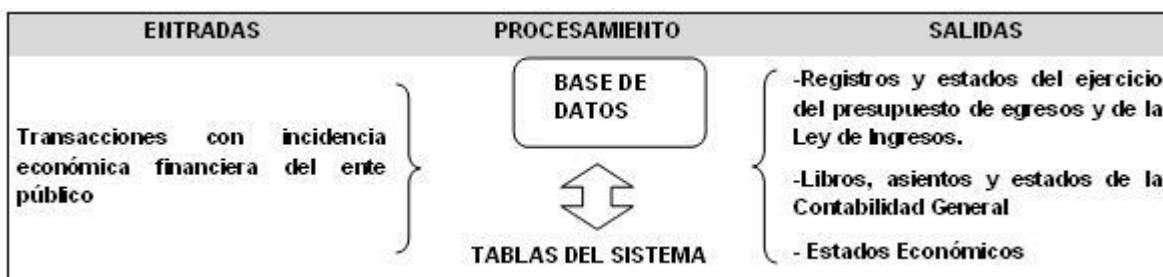 ENTRADAS
PROCESAMIENTO
SALIDAS
Transacciones con incidencia
económica financiera del ente
público
BASE DE
DATOS
TABLAS DEL SISTEMA
-Registros y estados del ejercicio
del presupuesto de egresos y de la
Ley de Ingresos.
-Libros, asientos y estados de la
Contabilidad General
- Estados Económicos